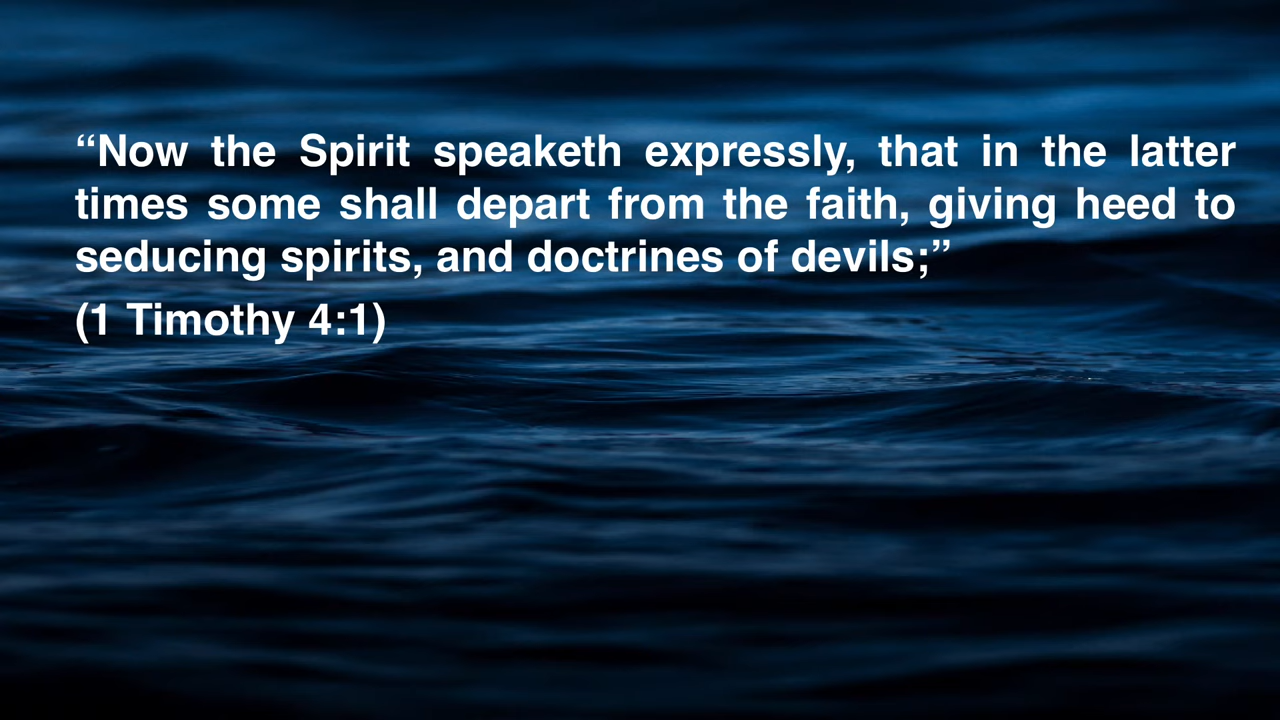 “Now the Spirit speaketh expressly, that in the latter
times some shall depart from the faith, giving heed to
seducing spirits, and doctrines of devils;”
(1 Timothy 4:1)